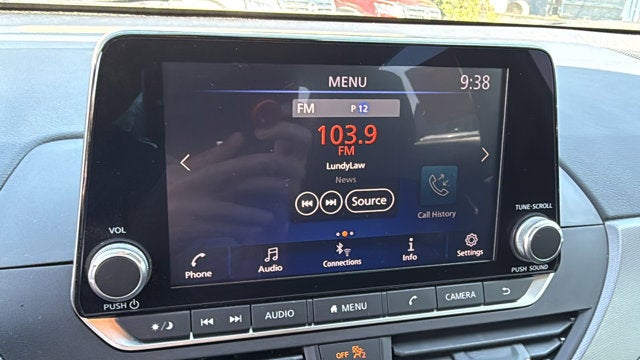 MENU 9:38
FM P 12
103.9
FM
LundyLaw
News
Source
Call History
TUNE·SCROLL
VOL
Phone Audio Connections Info Settings
PUSH
PUSH SOUND
AUDIO MENU CAMERA
OFF 2